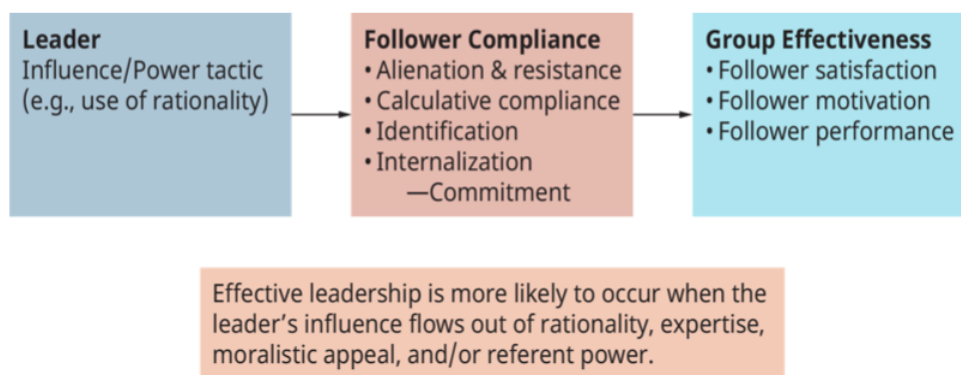 Leader
Influence/Power tactic
(e.g., use of rationality)
Follower Compliance
• Alienation & resistance
• Calculative compliance
• Identification
• Internalization
—Commitment
Group Effectiveness
• Follower satisfaction
• Follower motivation
• Follower performance
Effective leadership is more likely to occur when the
leader’s influence flows out of rationality, expertise,
moralistic appeal, and/or referent power.